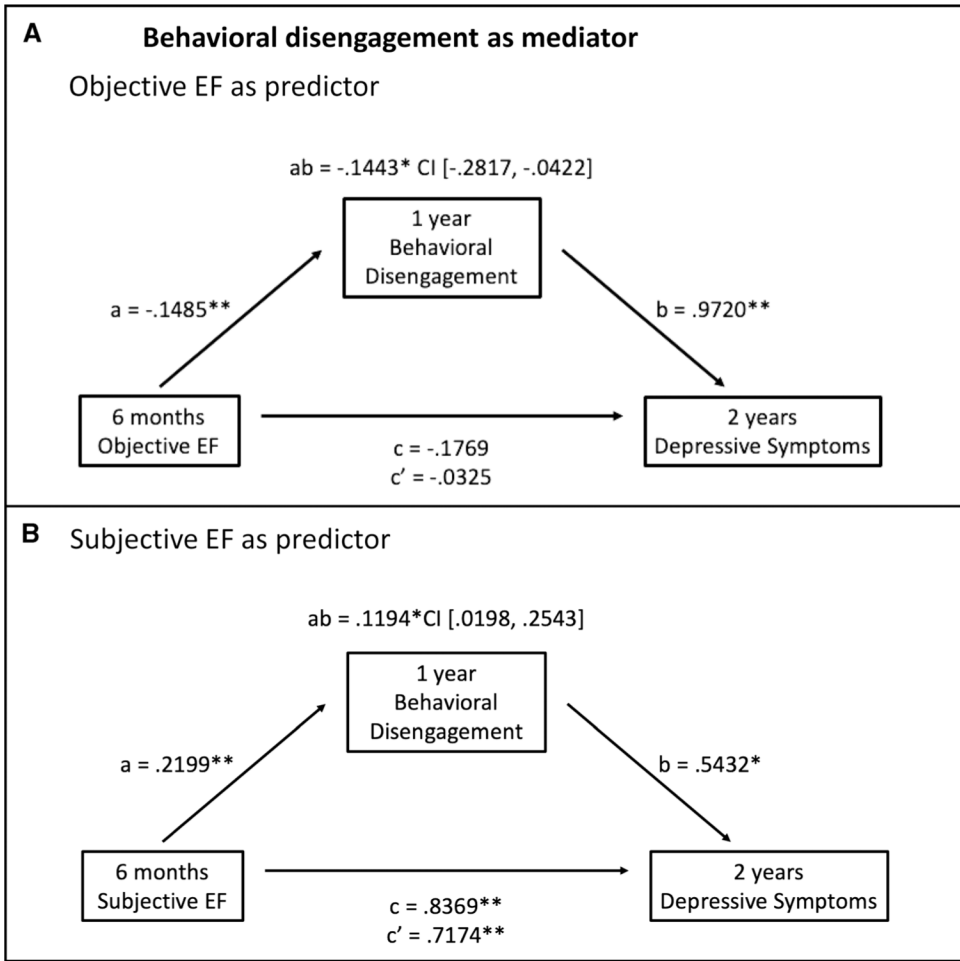 A
Behavioral disengagement as mediator
Objective EF as predictor
ab = -.1443* CI [-.2817, -.0422]
1 year
Behavioral
Disengagement
a = -.1485**
b = .9720**
6 months
Objective EF
2 years
Depressive Symptoms
c = -.1769
c’ = -.0325
B
Subjective EF as predictor
ab = .1194*CI [.0198, .2543]
1 year
Behavioral
Disengagement
a = .2199**
b = .5432*
6 months
Subjective EF
2 years
Depressive Symptoms
c = .8369**
c’ = .7174**